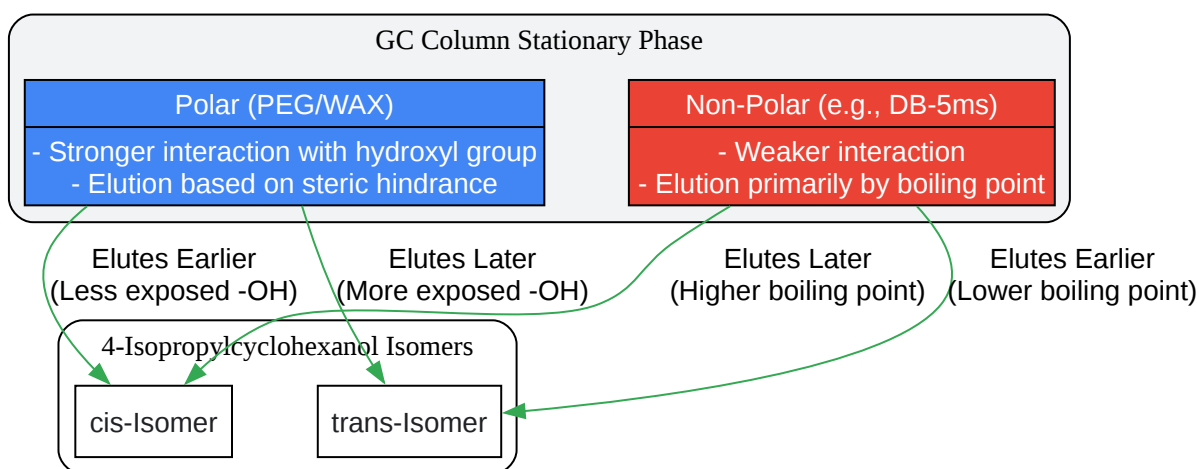 GC Column Stationary Phase
Polar (PEG/WAX)
- Stronger interaction with hydroxyl group
- Elution based on steric hindrance
Non-Polar (e.g., DB-5ms)
- Weaker interaction
- Elution primarily by boiling point
Elutes Earlier
(Less exposed -OH)
Elutes Later
(More exposed -OH)
Elutes Later
(Higher boiling point)
Elutes Earlier
(Lower boiling point)
4-Isopropylcyclohexanol Isomers
cis-Isomer
trans-Isomer